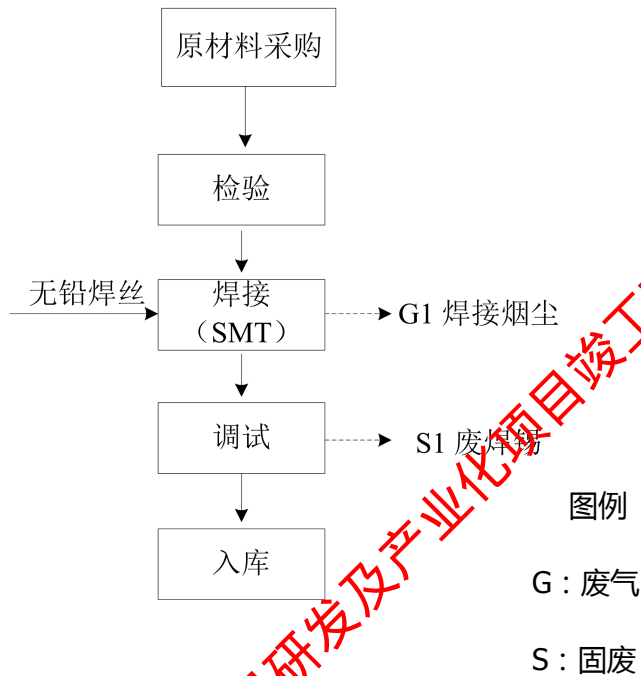 原材料采购
检验
无铅焊丝
焊接
（SMT）
G1 焊接烟尘
调试
S1 废焊锡
入库
图例
G：废气
S：固废
研发及产业化项目竣工